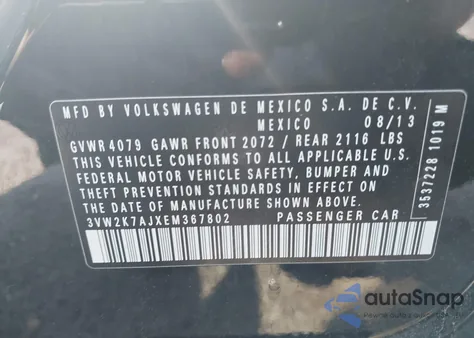 MFD BY VOLKSWAGEN DE MEXICO S.A. DE C.V.
MEXICO 08/13
GVWR 4079 GAWR FRONT 2072 / REAR 2116 LBS
THIS VEHICLE CONFORMS TO ALL APPLICABLE U.S.
FEDERAL MOTOR VEHICLE SAFETY, BUMPER AND
THEFT PREVENTION STANDARDS IN EFFECT ON THE
DATE OF MANUFACTURE SHOWN ABOVE.
3VW2K7AJXEM367802 PASSENGER CAR
3537228 1019 M
autoSnap